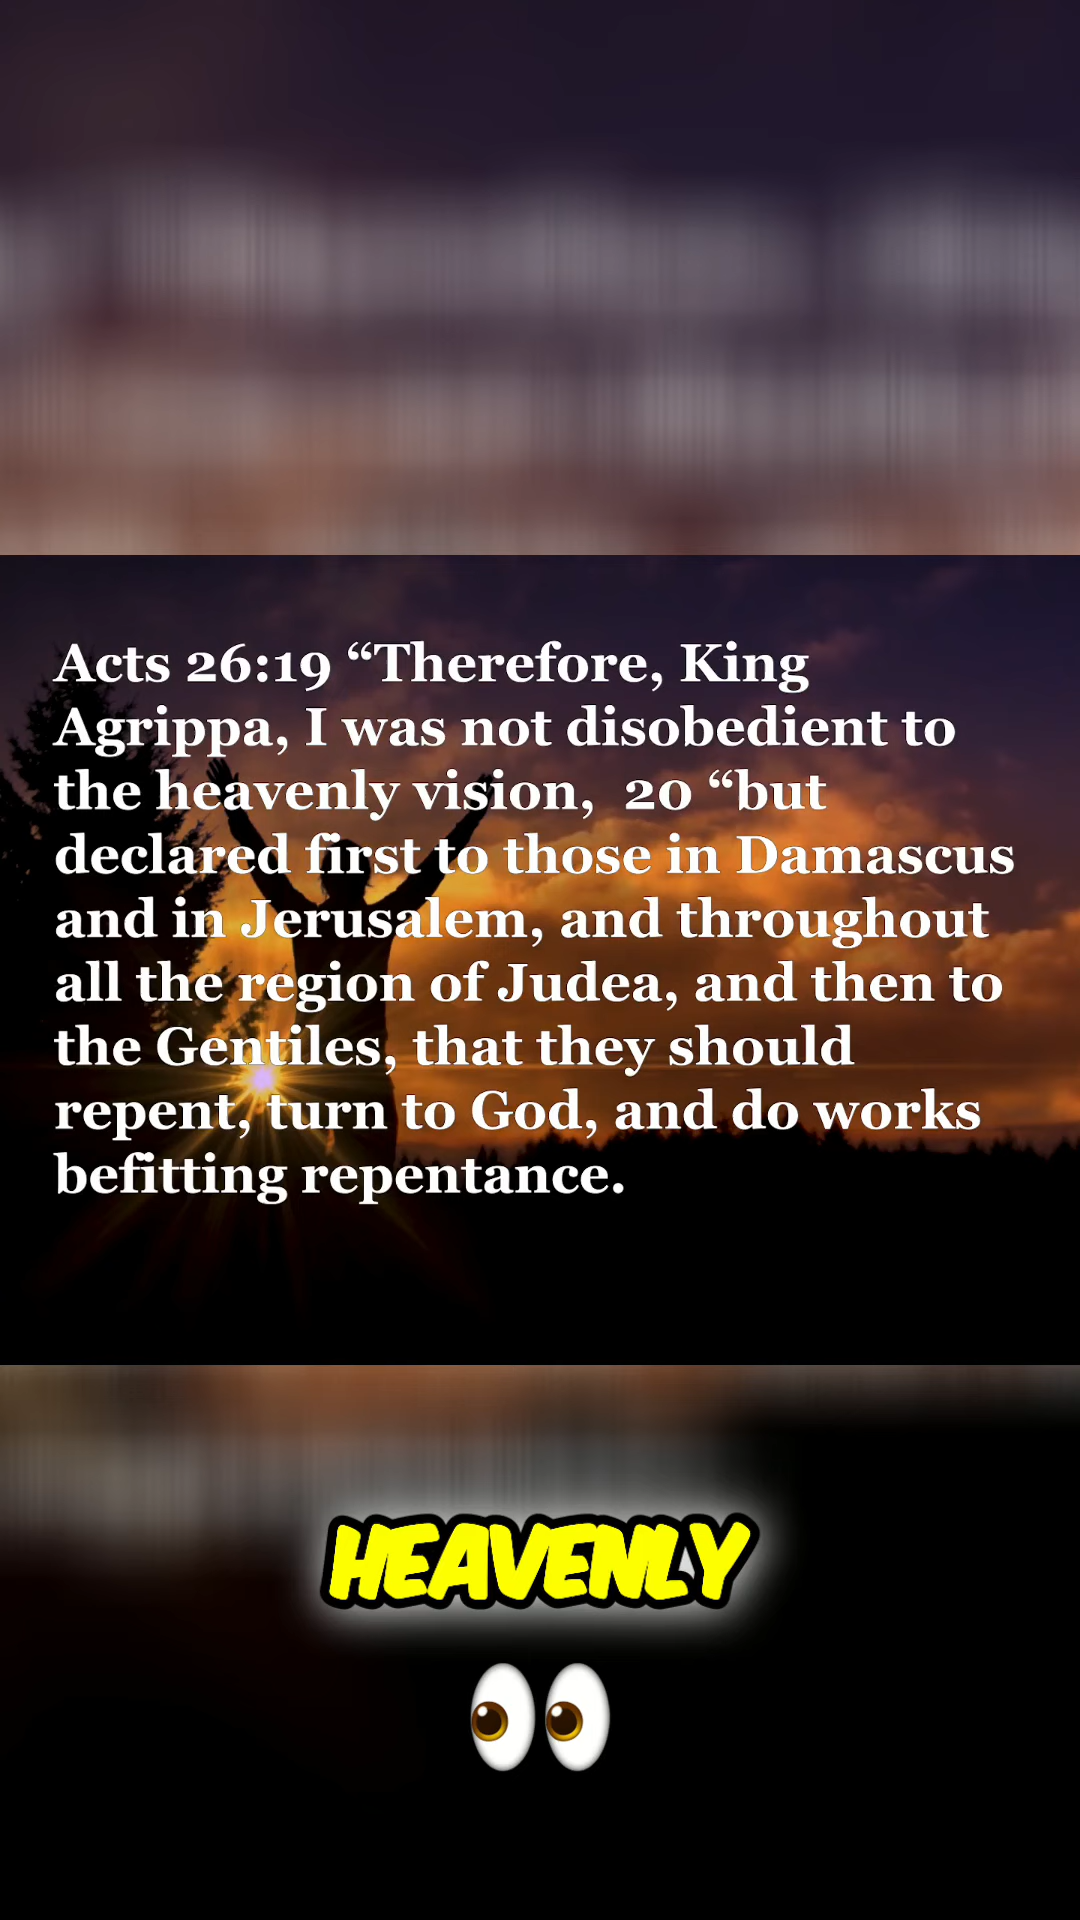 Acts 26:19 “Therefore, King
Agrippa, I was not disobedient to
the heavenly vision,  20 “but
declared first to those in Damascus
and in Jerusalem, and throughout
all the region of Judea, and then to
the Gentiles, that they should
repent, turn to God, and do works
befitting repentance.
HEAVENLY